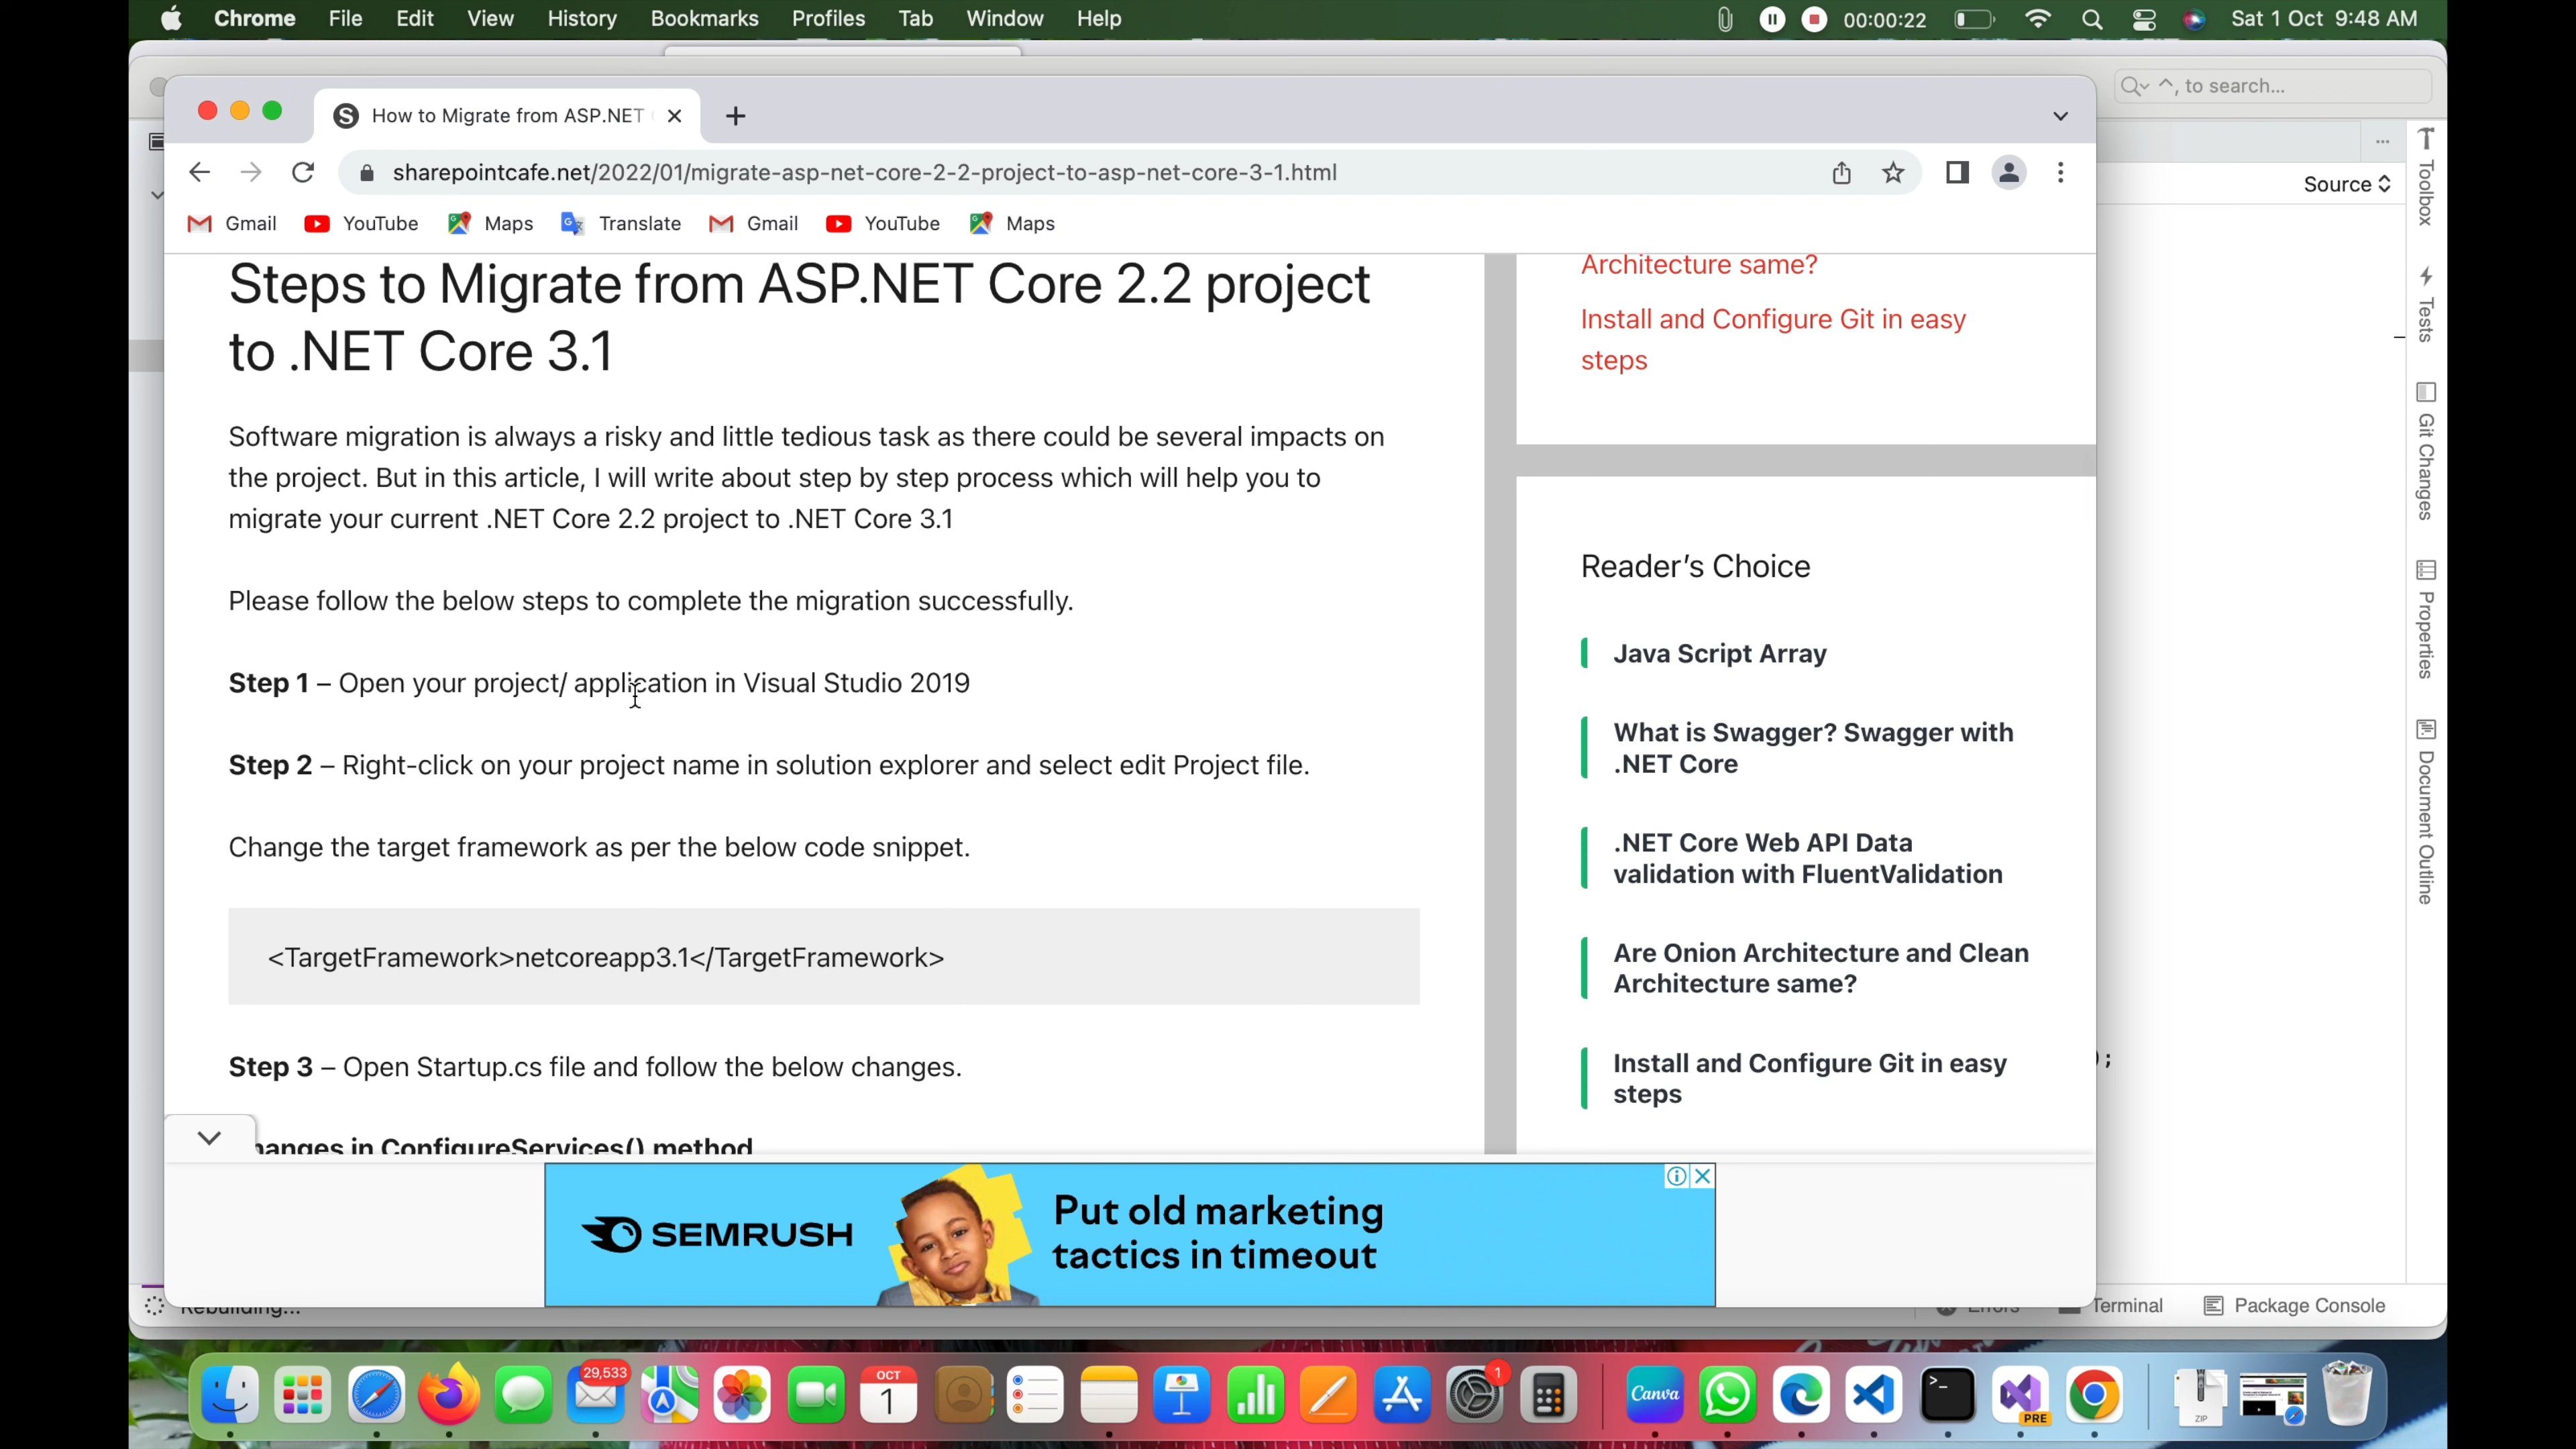 Chrome File Edit View History Bookmarks Profiles Tab Window Help 00:00:22 Sat 1 Oct 9:48 AM
^, to search...
How to Migrate from ASP.NET
sharepointcafe.net/2022/01/migrate-asp-net-core-2-2-project-to-asp-net-core-3-1.html
Source
Gmail YouTube Maps Translate Gmail YouTube Maps
Steps to Migrate from ASP.NET Core 2.2 project
to .NET Core 3.1
Software migration is always a risky and little tedious task as there could be several impacts on
the project. But in this article, I will write about step by step process which will help you to
migrate your current .NET Core 2.2 project to .NET Core 3.1
Please follow the below steps to complete the migration successfully.
Step 1 – Open your project/ application in Visual Studio 2019
Step 2 – Right-click on your project name in solution explorer and select edit Project file.
Change the target framework as per the below code snippet.
<TargetFramework>netcoreapp3.1</TargetFramework>
Step 3 – Open Startup.cs file and follow the below changes.
hanges in ConfigureServices() method
Architecture same?
Install and Configure Git in easy
steps
Reader's Choice
Java Script Array
What is Swagger? Swagger with
.NET Core
.NET Core Web API Data
validation with FluentValidation
Are Onion Architecture and Clean
Architecture same?
Install and Configure Git in easy
steps
);
Toolbox
Tests
Git Changes
Properties
Document Outline
SEMRUSH
Put old marketing
tactics in timeout
Rebuilding...
Errors Terminal Package Console
29,533
OCT
1
1
Canva
>_
PRE
ZIP